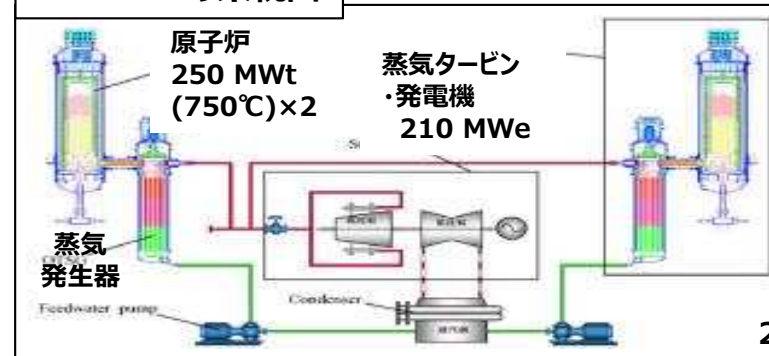 原子炉
250 MWt
(750℃)×2
蒸気タービン
・発電機
210 MWe
蒸気
発生器
Feedwater pump
Condenser
2